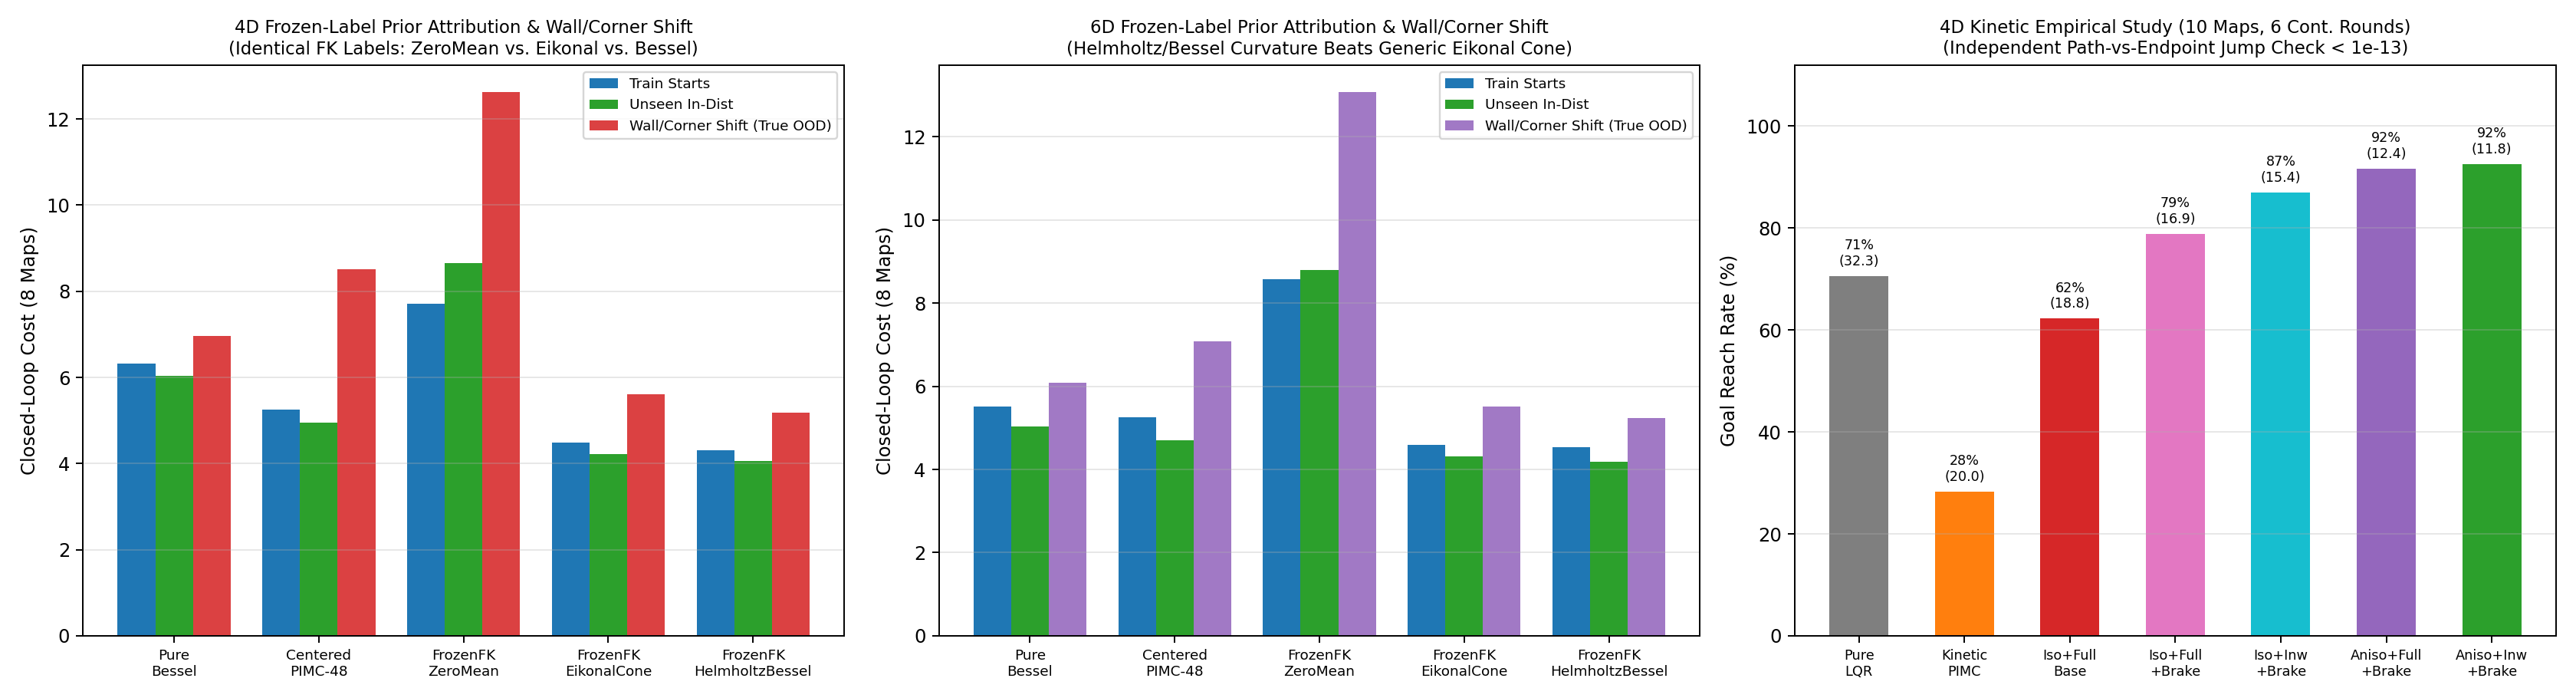 4D Frozen-Label Prior Attribution & Wall/Corner Shift
(Identical FK Labels: ZeroMean vs. Eikonal vs. Bessel)
Closed-Loop Cost (8 Maps)
12
10
8
6
4
2
0
Train Starts
Unseen In-Dist
Wall/Corner Shift (True OOD)
Pure
Bessel
Centered
PIMC-48
FrozenFK
ZeroMean
FrozenFK
EikonalCone
FrozenFK
HelmholtzBessel
6D Frozen-Label Prior Attribution & Wall/Corner Shift
(Helmholtz/Bessel Curvature Beats Generic Eikonal Cone)
Closed-Loop Cost (8 Maps)
12
10
8
6
4
2
0
Train Starts
Unseen In-Dist
Wall/Corner Shift (True OOD)
Pure
Bessel
Centered
PIMC-48
FrozenFK
ZeroMean
FrozenFK
EikonalCone
FrozenFK
HelmholtzBessel
4D Kinetic Empirical Study (10 Maps, 6 Cont. Rounds)
(Independent Path-vs-Endpoint Jump Check < 1e-13)
Goal Reach Rate (%)
100
80
60
40
20
0
71%
(32.3)
28%
(20.0)
62%
(18.8)
79%
(16.9)
87%
(15.4)
92%
(12.4)
92%
(11.8)
Pure
LQR
Kinetic
PIMC
Iso+Full
Base
Iso+Full
+Brake
Iso+Inw
+Brake
Aniso+Full
+Brake
Aniso+Inw
+Brake